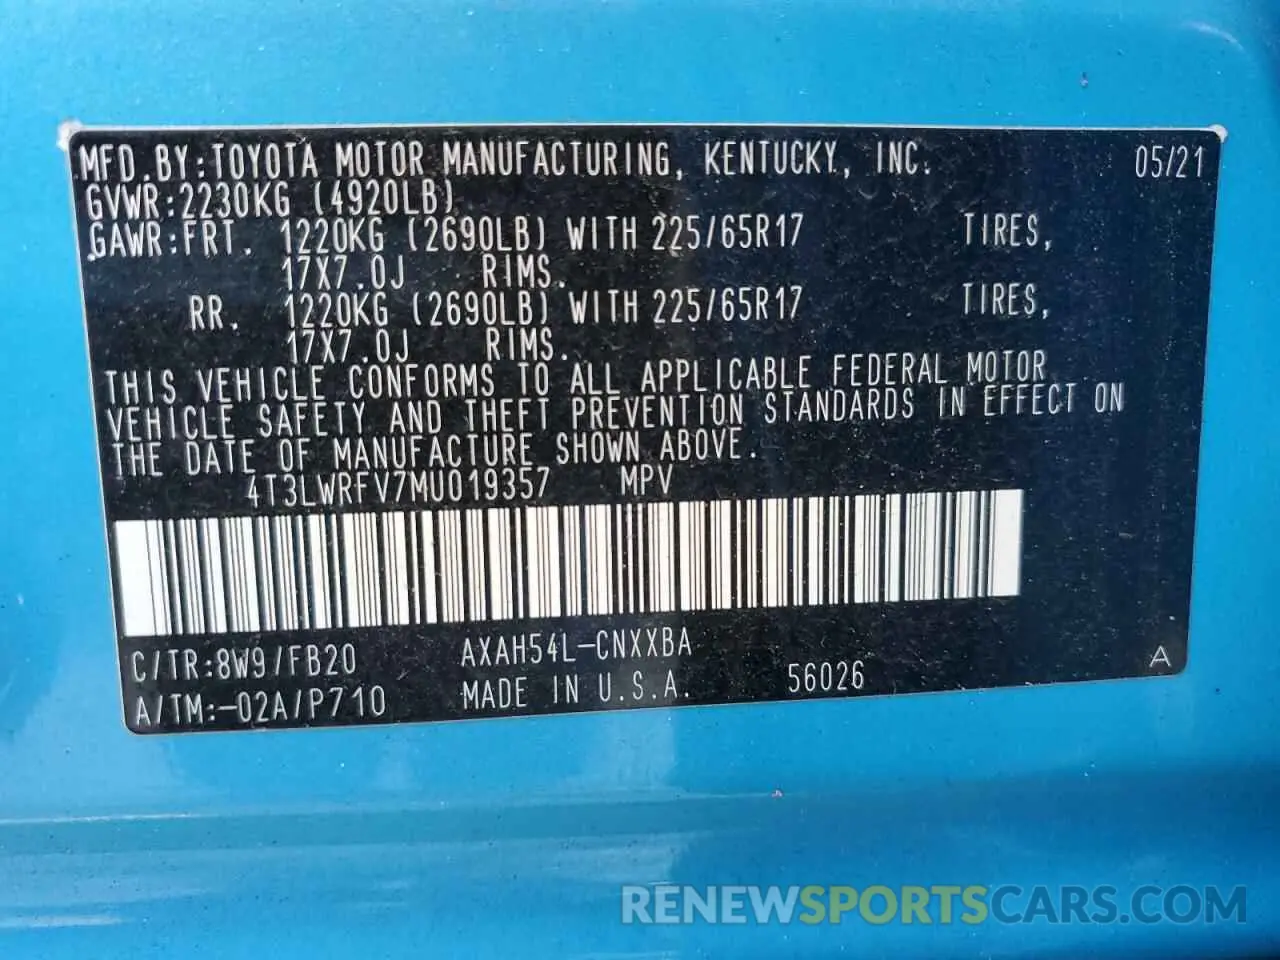 MFD.BY:TOYOTA MOTOR MANUFACTURING, KENTUCKY, INC. 05/21
GVWR:2230KG (4920LB)
GAWR:FRT. 1220KG (2690LB) WITH 225/65R17 TIRES,
17X7.0J RIMS.
RR. 1220KG (2690LB) WITH 225/65R17 TIRES,
17X7.0J RIMS.
THIS VEHICLE CONFORMS TO ALL APPLICABLE FEDERAL MOTOR
VEHICLE SAFETY AND THEFT PREVENTION STANDARDS IN EFFECT ON
THE DATE OF MANUFACTURE SHOWN ABOVE.
4T3LWRFV7MU019357 MPV
C/TR:8W9/FB20 AXAH54L-CNXXBA A
A/TM:-02A/P710 MADE IN U.S.A. 56026
RENEWSPORTSCARS.COM